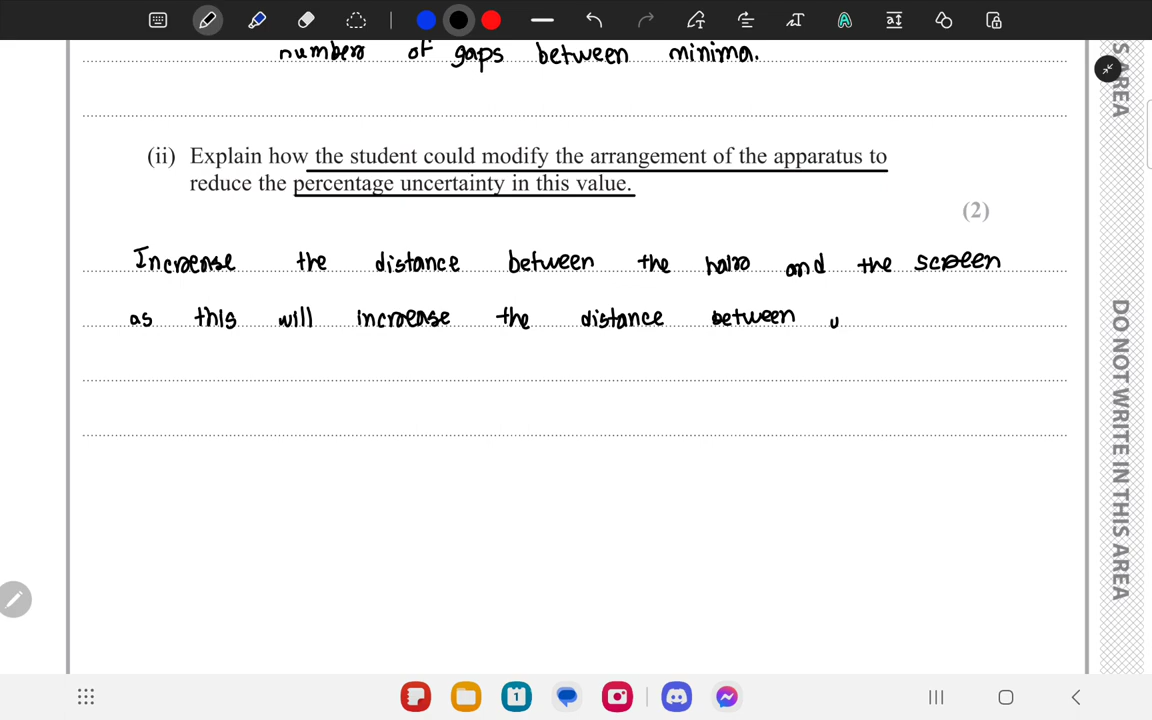 number of gaps between minima.
(ii) Explain how the student could modify the arrangement of the apparatus to
reduce the percentage uncertainty in this value.
(2)
Increase the distance between the hair and the screen
as this will increase the distance between
S AREA
DO NOT WRITE IN THIS AREA